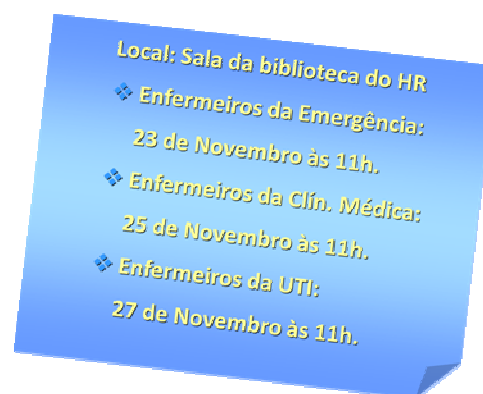 Local: Sala da biblioteca do HR
Enfermeiros da Emergência:
23 de Novembro às 11h.
Enfermeiros da Clín. Médica:
25 de Novembro às 11h.
Enfermeiros da UTI:
27 de Novembro às 11h.